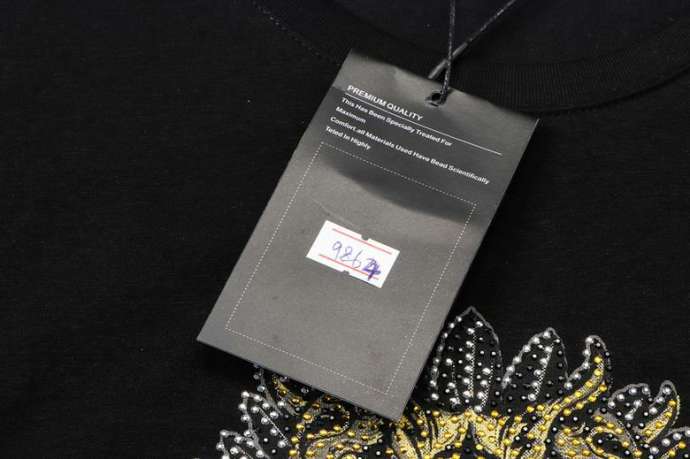 PREMIUM QUALITY
This Has Been Specially Treated For
Maximum
Comfort.all Materials Used Have Bead Scientifically
Teted In Highly
9864